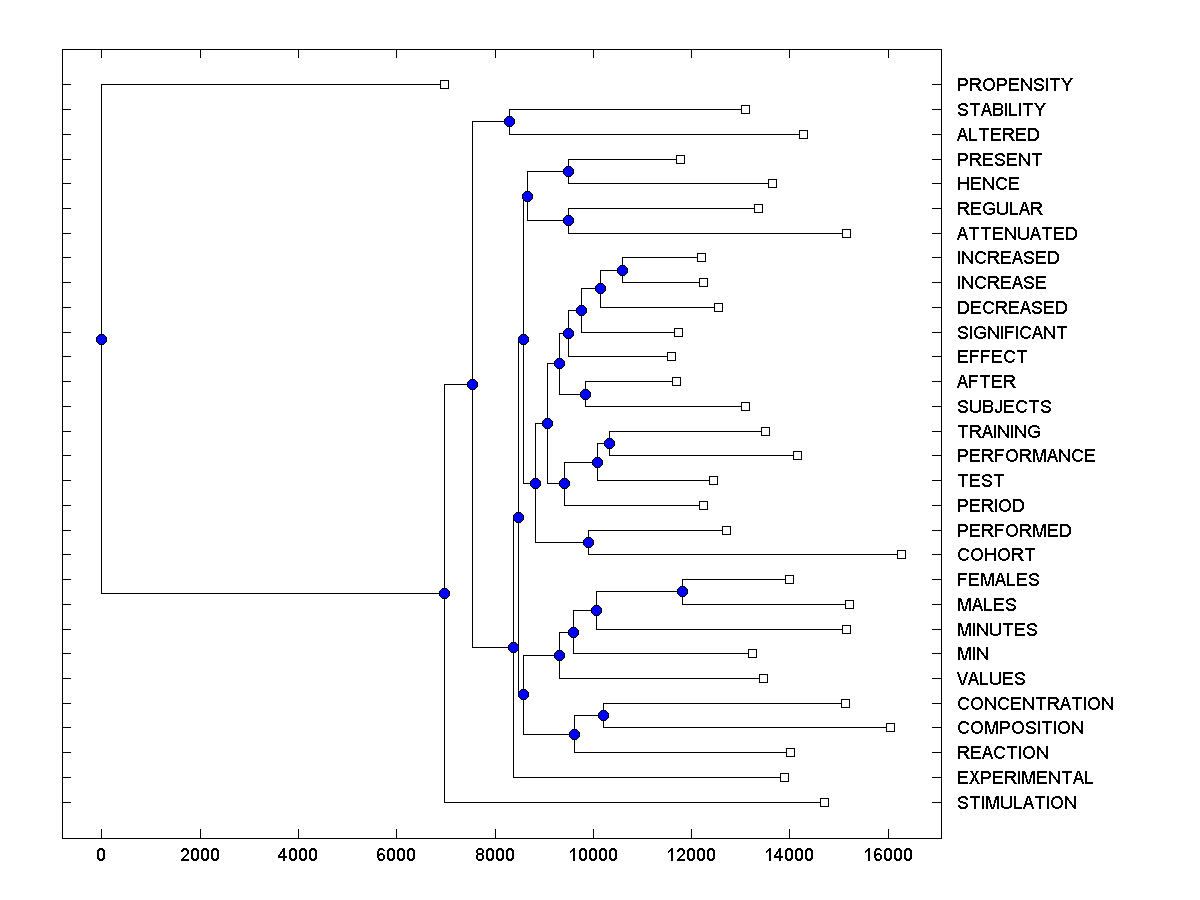 PROPENSITY
STABILITY
ALTERED
PRESENT
HENCE
REGULAR
ATTENUATED
INCREASED
INCREASE
DECREASED
SIGNIFICANT
EFFECT
AFTER
SUBJECTS
TRAINING
PERFORMANCE
TEST
PERIOD
PERFORMED
COHORT
FEMALES
MALES
MINUTES
MIN
VALUES
CONCENTRATION
COMPOSITION
REACTION
EXPERIMENTAL
STIMULATION
0 2000 4000 6000 8000 10000 12000 14000 16000